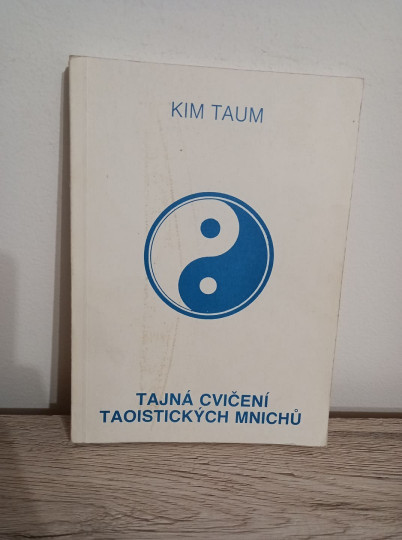 KIM TAUM
TAJNÁ CVIČENÍ
TAOISTICKÝCH MNICHŮ